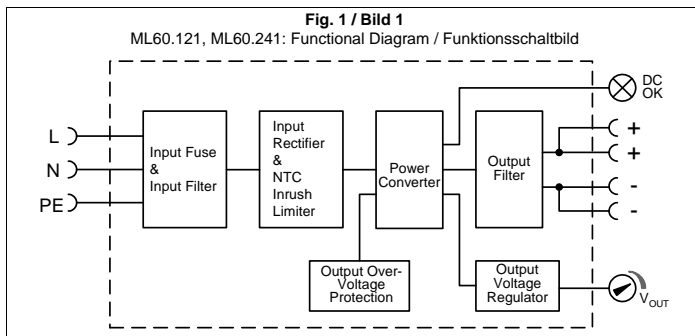 Fig. 1 / Bild 1
ML60.121, ML60.241: Functional Diagram / Funktionsschaltbild
DC
OK
L
N
PE
Input Fuse
&
Input Filter
Input
Rectifier
&
NTC
Inrush
Limiter
Power
Converter
Output
Filter
+
+
-
-
Output Over-
Voltage
Protection
Output
Voltage
Regulator
VOUT